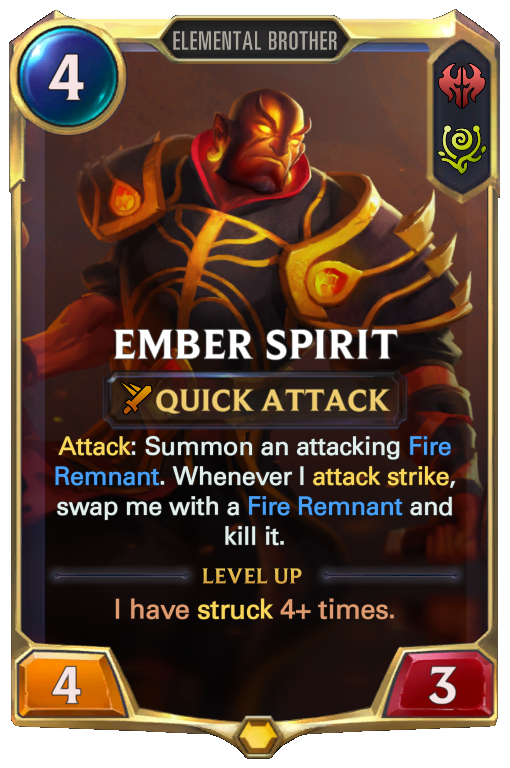 ELEMENTAL BROTHER
4
EMBER SPIRIT
QUICK ATTACK
Attack: Summon an attacking Fire
Remnant. Whenever I attack strike,
swap me with a Fire Remnant and
kill it.
LEVEL UP
I have struck 4+ times.
4
3